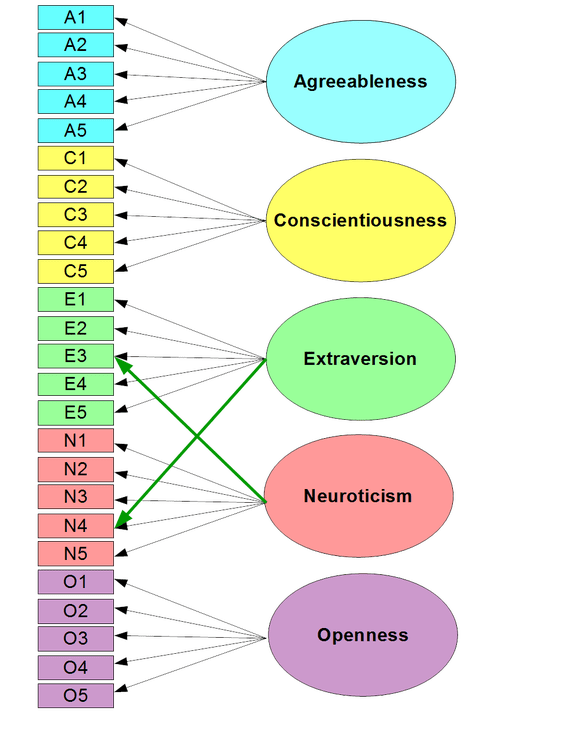 A1
A2
A3
A4
A5
C1
C2
C3
C4
C5
E1
E2
E3
E4
E5
N1
N2
N3
N4
N5
O1
O2
O3
O4
O5
Agreeableness
Conscientiousness
Extraversion
Neuroticism
Openness